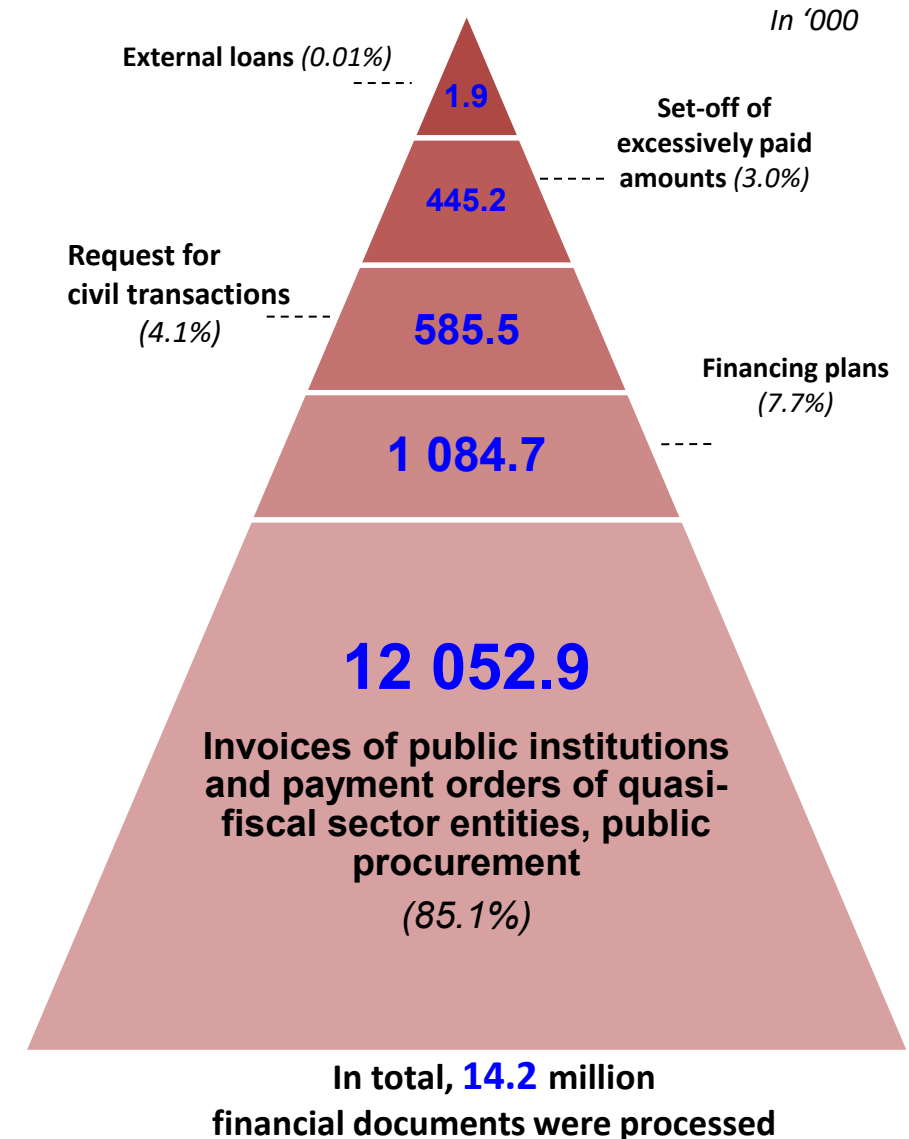 In ‘000
External loans (0.01%)
1.9
Set-off of
excessively paid
amounts (3.0%)
445.2
Request for
civil transactions
(4.1%)
585.5
Financing plans
(7.7%)
1 084.7
12 052.9
Invoices of public institutions
and payment orders of quasi-
fiscal sector entities, public
procurement
(85.1%)
In total, 14.2 million
financial documents were processed